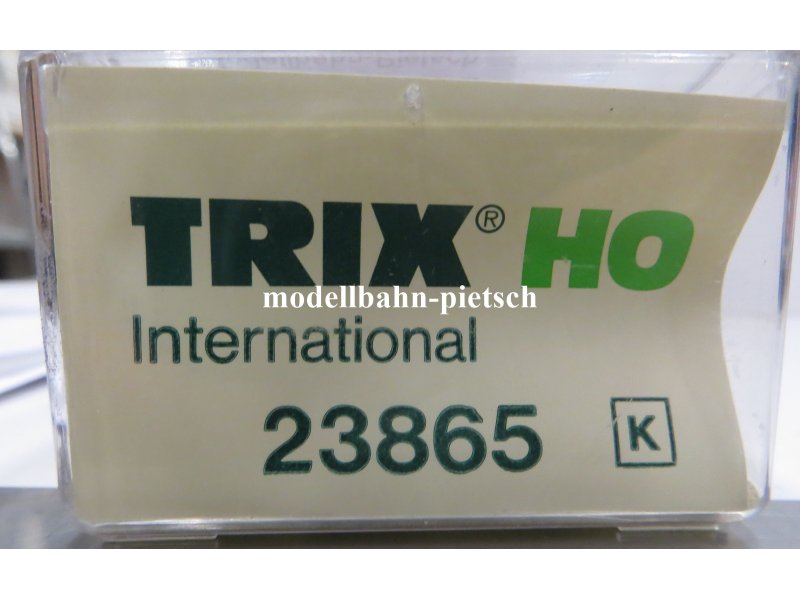 TRIX® HO
modellbahn-pietsch
International
23865 K